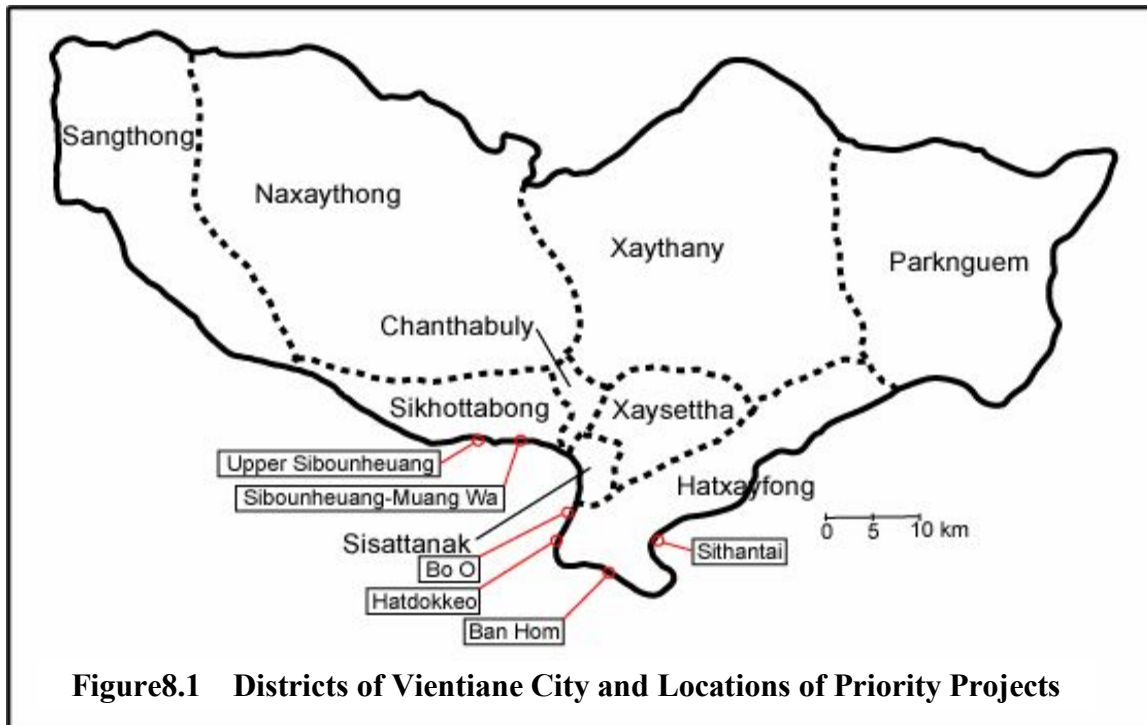 Sangthong
Naxaythong
Xaythany
Parknguem
Chanthabuly
Sikhottabong
Xaysettha
Upper Sibounheuang
Hatxayfong
Sibounheuang-Muang Wa
0 5 10 km
Sisattanak
Sithantai
Bo O
Hatdokkeo
Ban Hom
Figure8.1 Districts of Vientiane City and Locations of Priority Projects